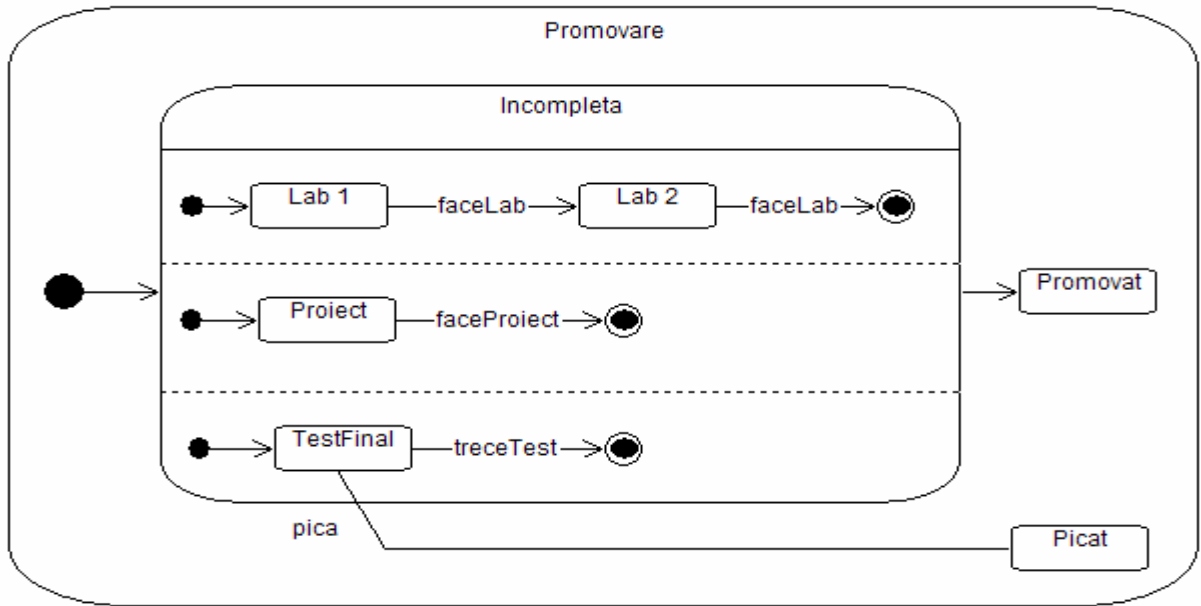 Promovare
Incompleta
Lab 1
faceLab
Lab 2
faceLab
Proiect
faceProiect
Promovat
TestFinal
treceTest
pica
Picat